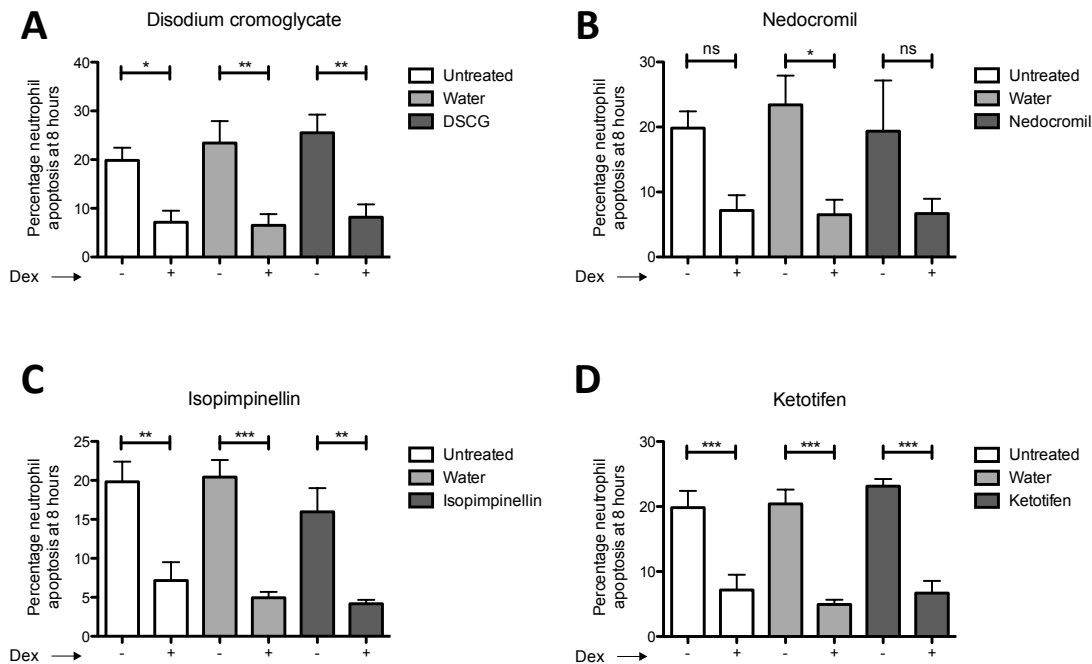 A
Disodium cromoglycate
Percentage neutrophil
apoptosis at 8 hours
40
30
20
10
0
*
**
**
Untreated
Water
DSCG
Dex
-
+
-
+
-
+
B
Nedocromil
Percentage neutrophil
apoptosis at 8 hours
30
20
10
0
ns
*
ns
Untreated
Water
Nedocromil
Dex
-
+
-
+
-
+
C
Isopimpinellin
Percentage neutrophil
apoptosis at 8 hours
25
20
15
10
5
0
**
***
**
Untreated
Water
Isopimpinellin
Dex
-
+
-
+
-
+
D
Ketotifen
Percentage neutrophil
apoptosis at 8 hours
30
20
10
0
***
***
***
Untreated
Water
Ketotifen
Dex
-
+
-
+
-
+